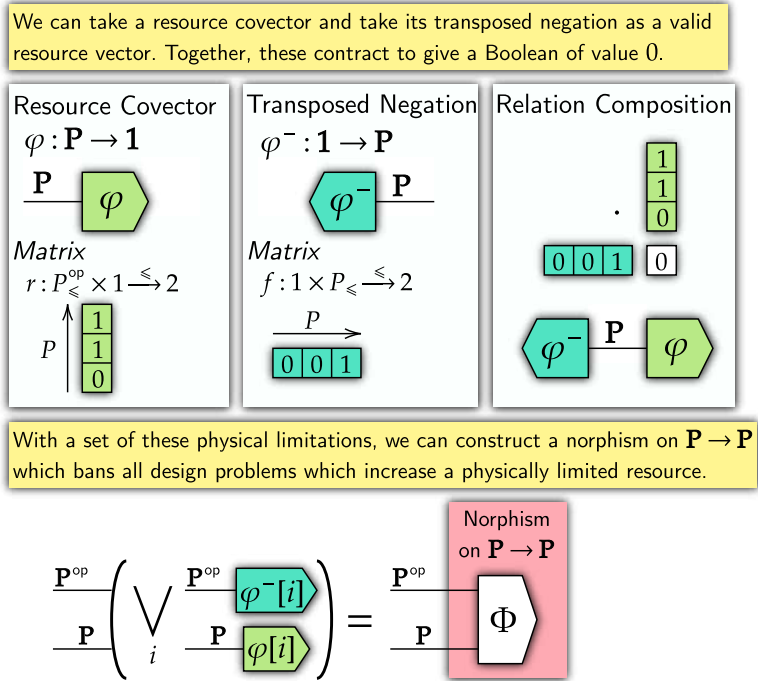 We can take a resource covector and take its transposed negation as a valid
resource vector. Together, these contract to give a Boolean of value 0.
Resource Covector
φ : P → 1
P
φ
Matrix
r : P≤^op × 1 —≤→ 2
P
1
1
0
Transposed Negation
φ⁻ : 1 → P
φ⁻
P
Matrix
f : 1 × P≤ —≤→ 2
P
0 0 1
Relation Composition
1
1
.
0
0 0 1 0
φ⁻ P φ
With a set of these physical limitations, we can construct a norphism on P → P
which bans all design problems which increase a physically limited resource.
Norphism
on P → P
P^op ( ⋁ i P^op φ⁻[i] ) = P^op Φ
P P φ[i] P